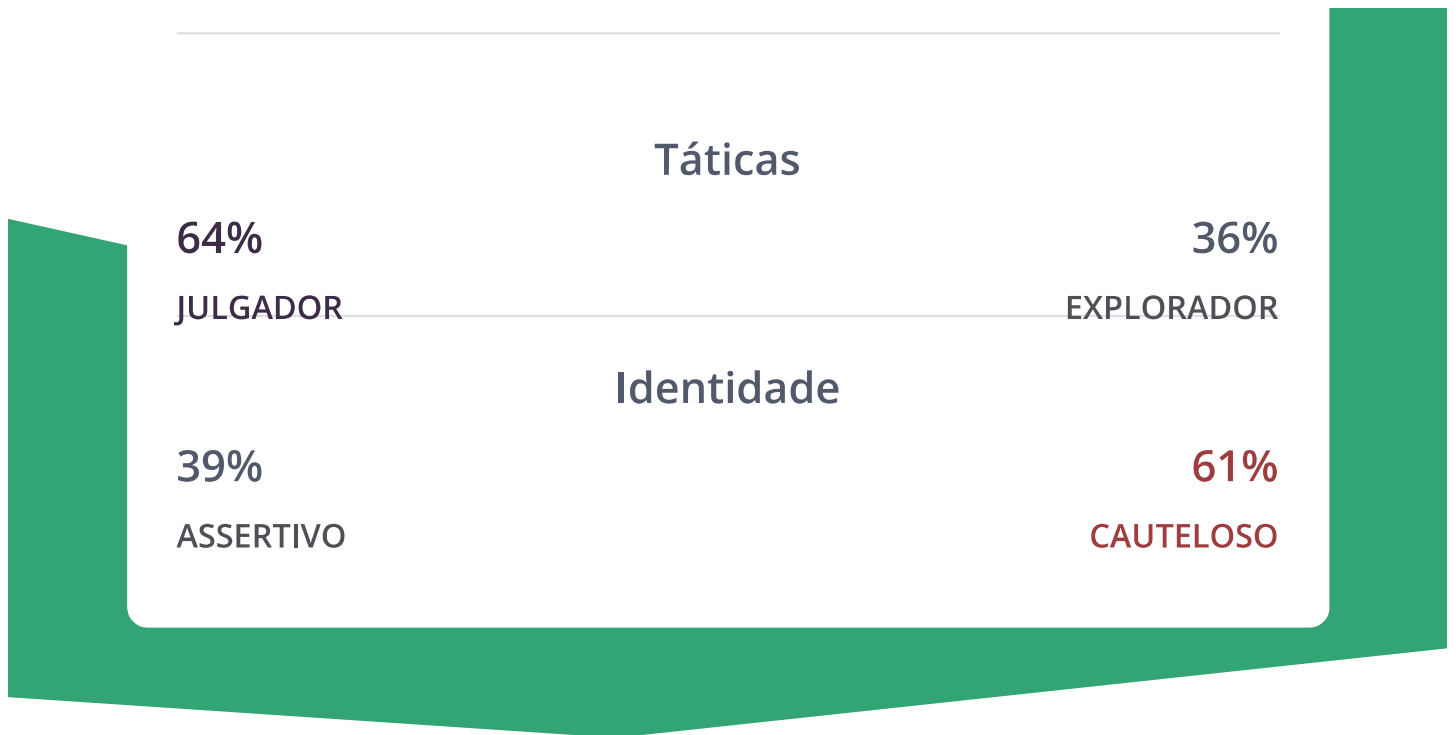 Táticas
64% 36%
JULGADOR EXPLORADOR
Identidade
39% 61%
ASSERTIVO CAUTELOSO